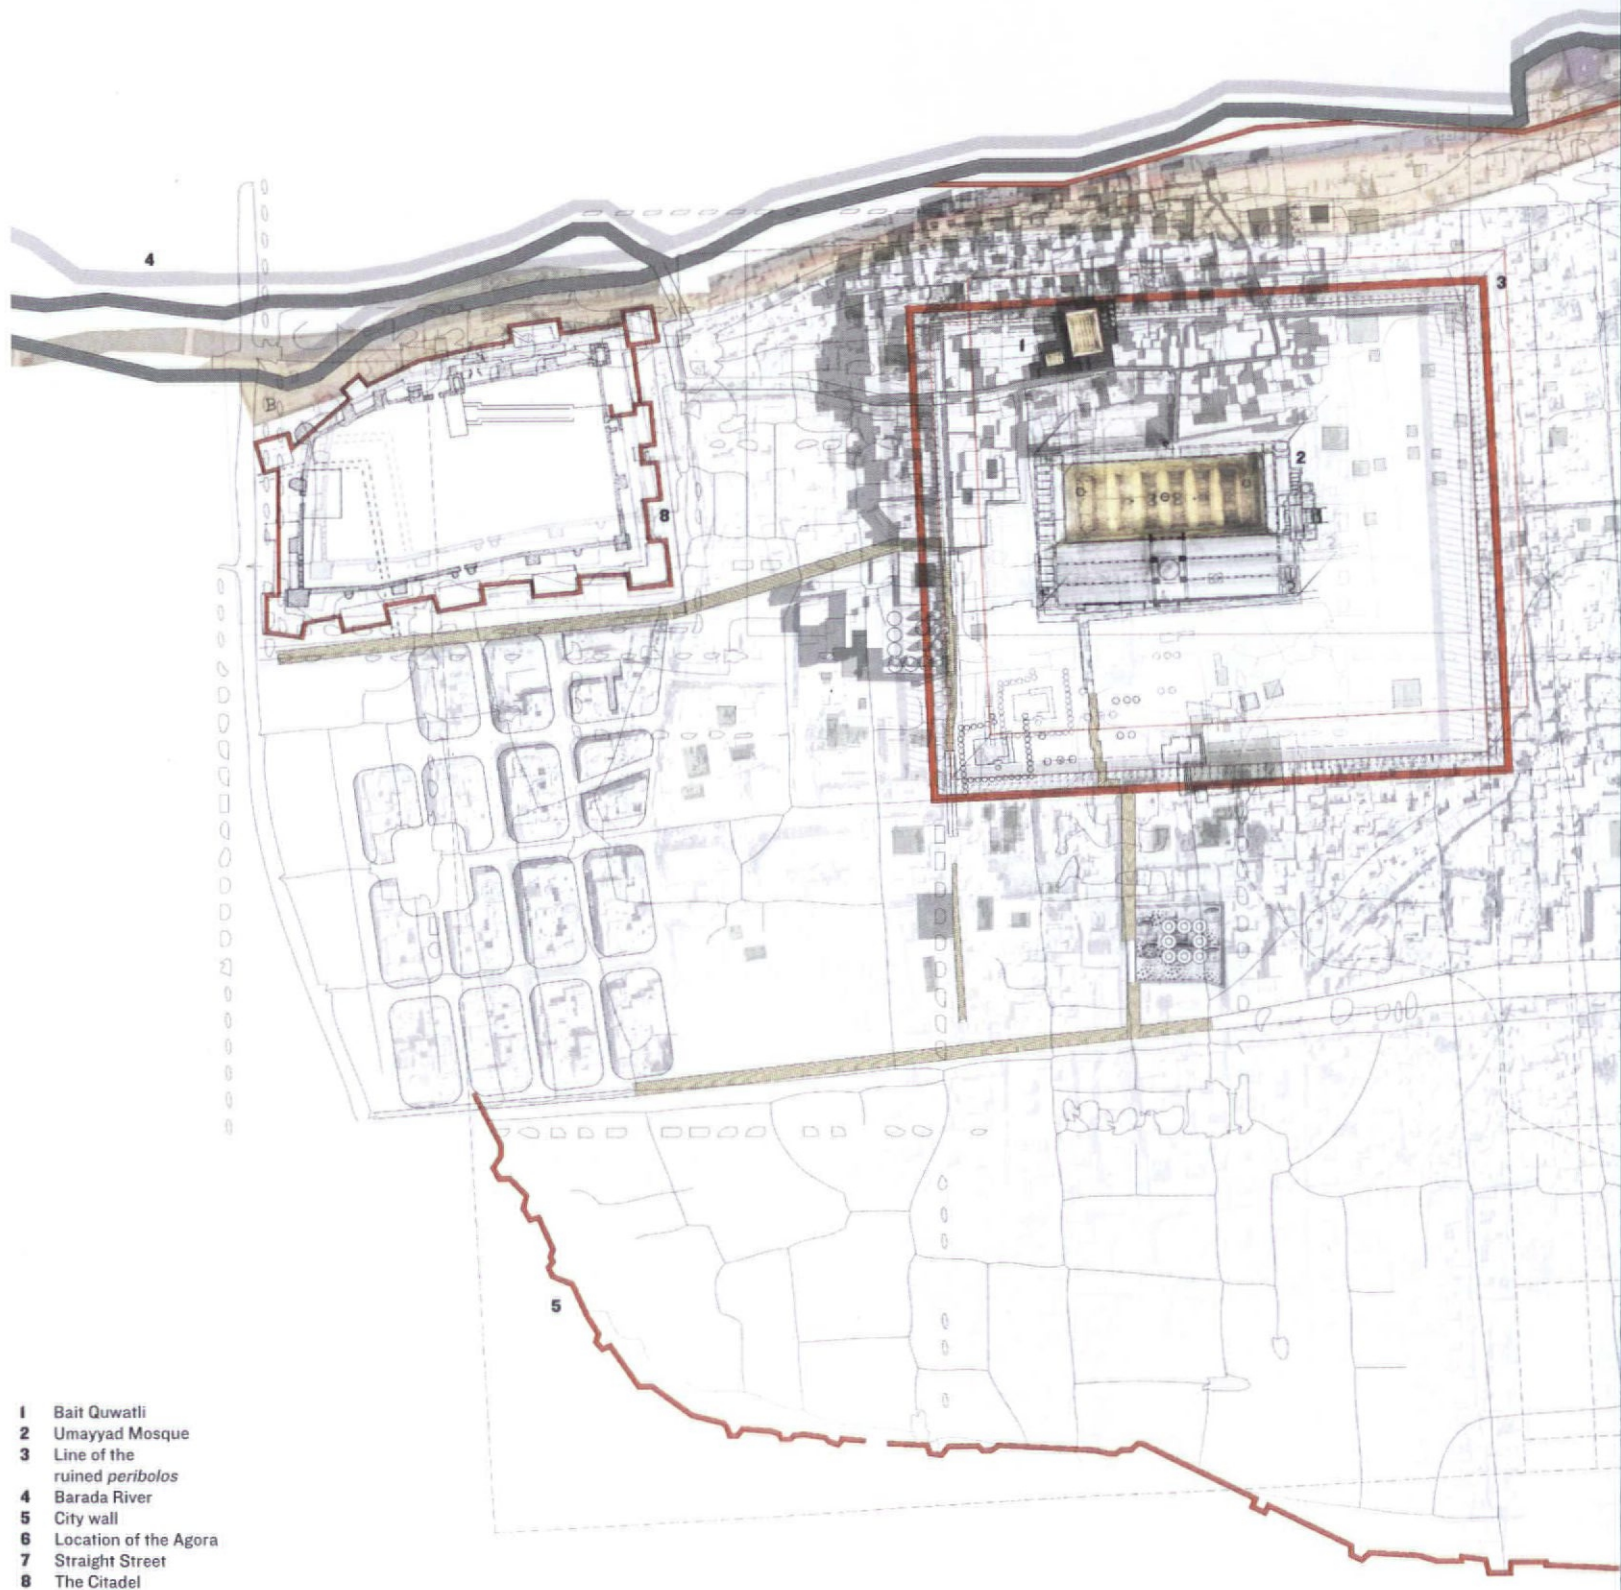 4
3
1
2
B
8
5
1 Bait Quwatli
2 Umayyad Mosque
3 Line of the
ruined peribolos
4 Barada River
5 City wall
6 Location of the Agora
7 Straight Street
8 The Citadel